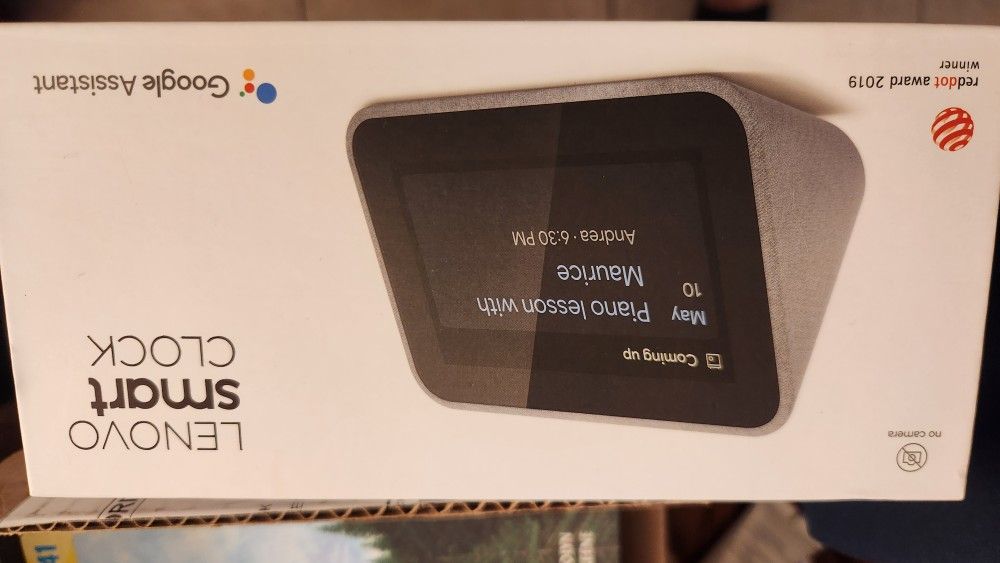 LENOVO
smart
CLOCK
Google Assistant
no camera
Coming up
May
10
Piano lesson with
Maurice
Andrea · 6:30 PM
reddot award 2019
winner
41